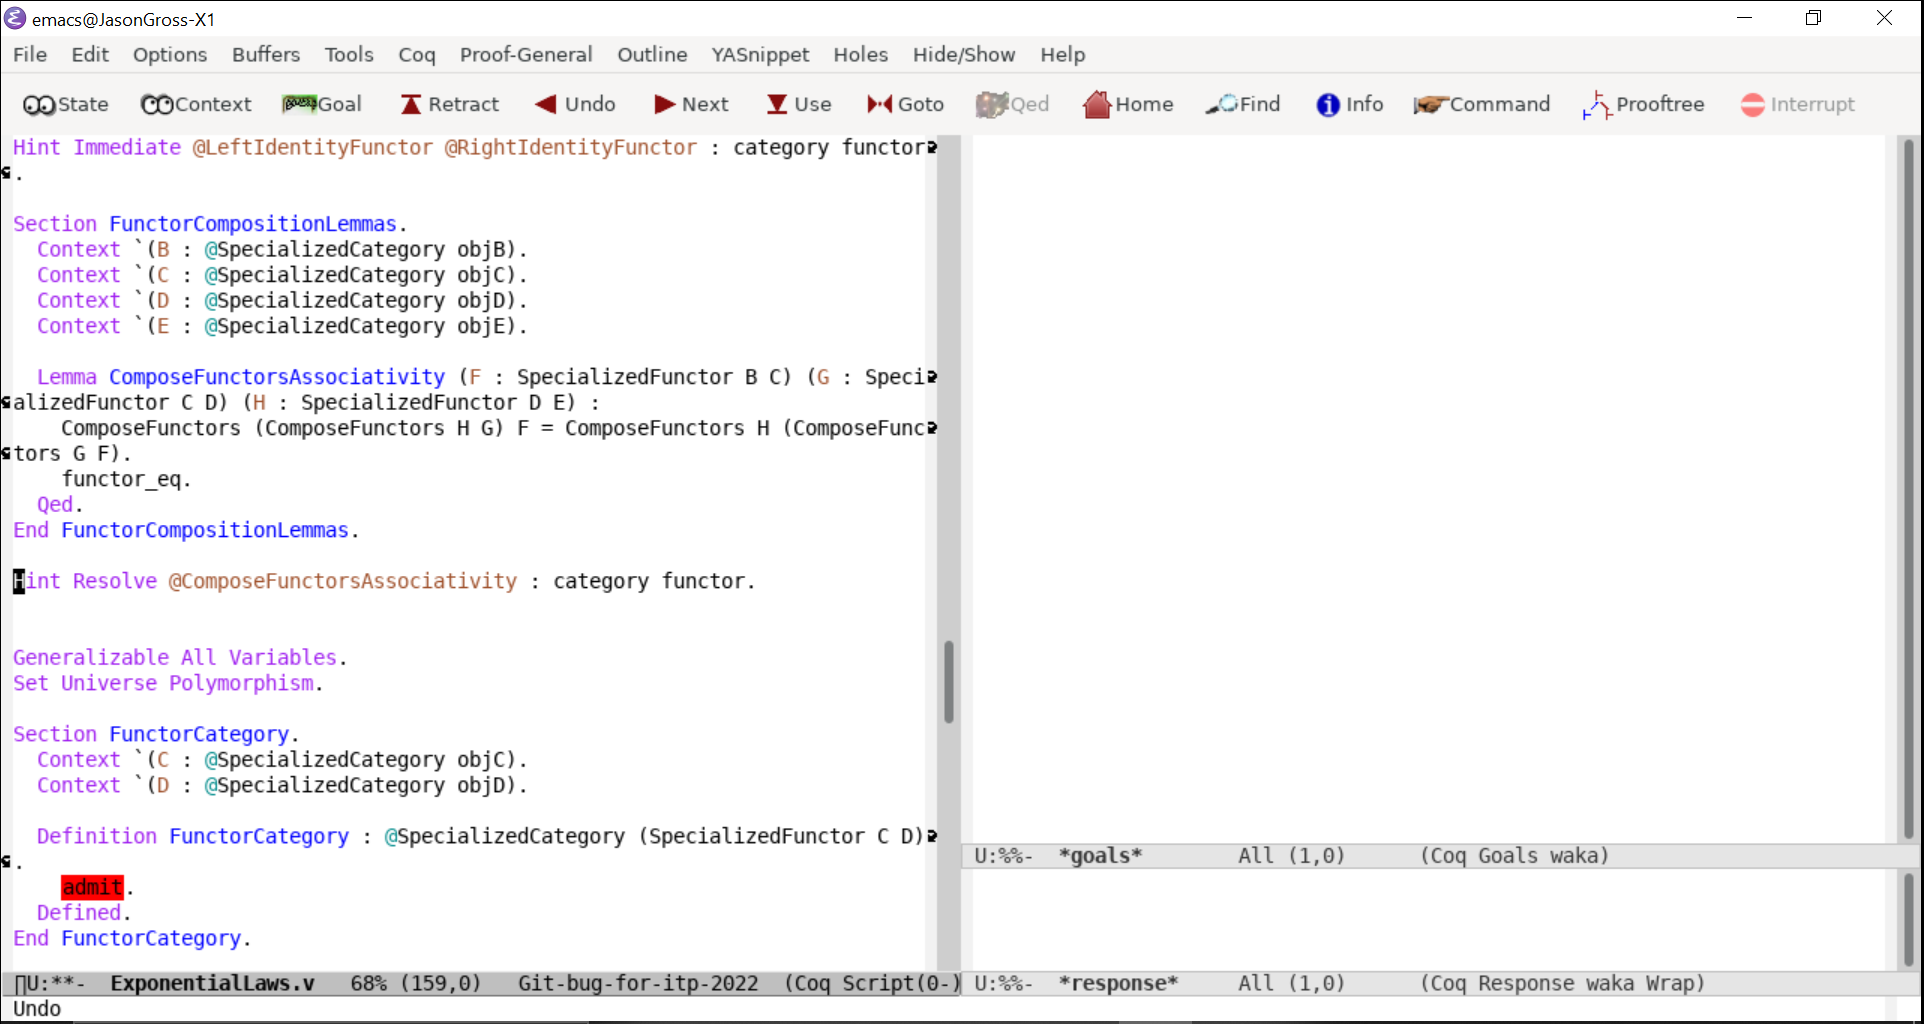 emacs@JasonGross-X1
File Edit Options Buffers Tools Coq Proof-General Outline YASnippet Holes Hide/Show Help
State Context Goal Retract Undo Next Use Goto Qed Home Find Info Command Prooftree Interrupt
Hint Immediate @LeftIdentityFunctor @RightIdentityFunctor : category functor
.
Section FunctorCompositionLemmas.
  Context `(B : @SpecializedCategory objB).
  Context `(C : @SpecializedCategory objC).
  Context `(D : @SpecializedCategory objD).
  Context `(E : @SpecializedCategory objE).
  Lemma ComposeFunctorsAssociativity (F : SpecializedFunctor B C) (G : Speci
alizedFunctor C D) (H : SpecializedFunctor D E) :
    ComposeFunctors (ComposeFunctors H G) F = ComposeFunctors H (ComposeFunc
tors G F).
    functor_eq.
  Qed.
End FunctorCompositionLemmas.
Hint Resolve @ComposeFunctorsAssociativity : category functor.
Generalizable All Variables.
Set Universe Polymorphism.
Section FunctorCategory.
  Context `(C : @SpecializedCategory objC).
  Context `(D : @SpecializedCategory objD).
  Definition FunctorCategory : @SpecializedCategory (SpecializedFunctor C D)
.
    admit.
  Defined.
End FunctorCategory.
U:**-  ExponentialLaws.v   68% (159,0)   Git-bug-for-itp-2022  (Coq Script(0-)
Undo
U:%%-  *goals*        All (1,0)      (Coq Goals waka)
U:%%-  *response*     All (1,0)      (Coq Response waka Wrap)